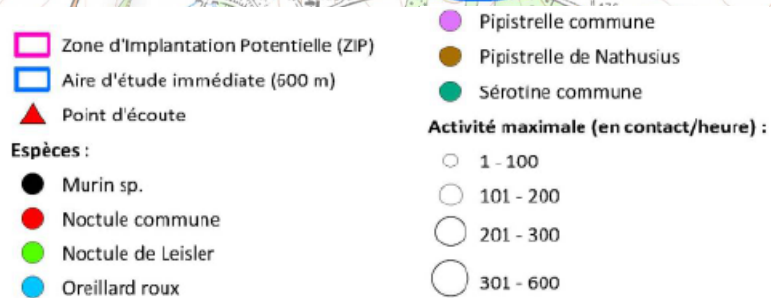 Zone d'Implantation Potentielle (ZIP)
Aire d'étude immédiate (600 m)
Point d'écoute
Espèces :
Murin sp.
Noctule commune
Noctule de Leisler
Oreillard roux
Pipistrelle commune
Pipistrelle de Nathusius
Sérotine commune
Activité maximale (en contact/heure) :
1 - 100
101 - 200
201 - 300
301 - 600